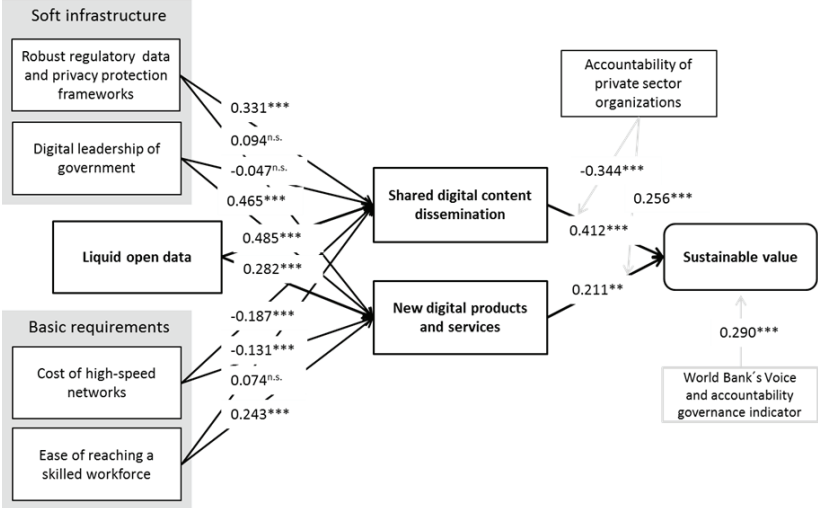 Soft infrastructure
Robust regulatory data
and privacy protection
frameworks
Digital leadership of
government
Liquid open data
Basic requirements
Cost of high-speed
networks
Ease of reaching a
skilled workforce
0.331***
0.094n.s.
-0.047n.s.
0.465***
0.485***
0.282***
-0.187***
-0.131***
0.074n.s.
0.243***
Shared digital content
dissemination
New digital products
and services
Accountability of
private sector
organizations
-0.344***
0.256***
0.412***
0.211**
Sustainable value
0.290***
World Bank´s Voice
and accountability
governance indicator